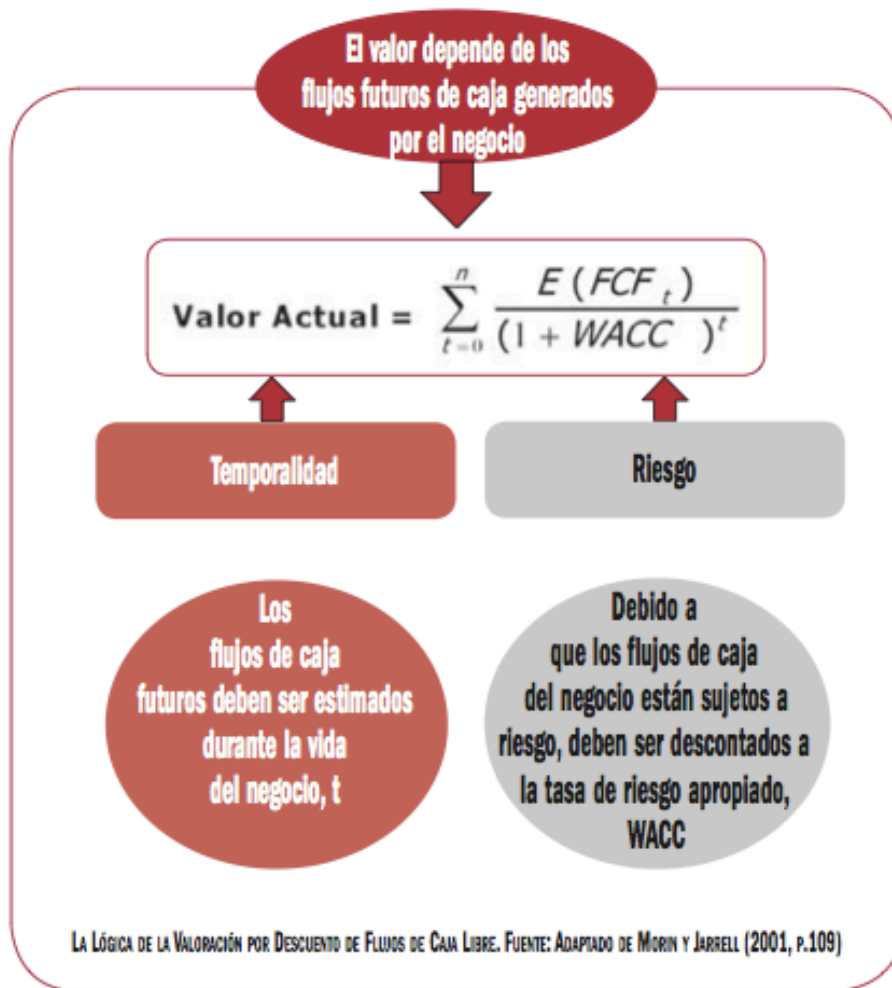 El valor depende de los
flujos futuros de caja generados
por el negocio
Valor Actual = \sum_{t=0}^{n} \frac{E(FCF_t)}{(1 + WACC)^t}
Temporalidad
Riesgo
Los
flujos de caja
futuros deben ser estimados
durante la vida
del negocio, t
Debido a
que los flujos de caja
del negocio están sujetos a
riesgo, deben ser descontados a
la tasa de riesgo apropiado,
WACC
La Lógica de la Valoración por Descuento de Flujos de Caja Libre. Fuente: Adaptado de Morin y Jarrell (2001, p.109)